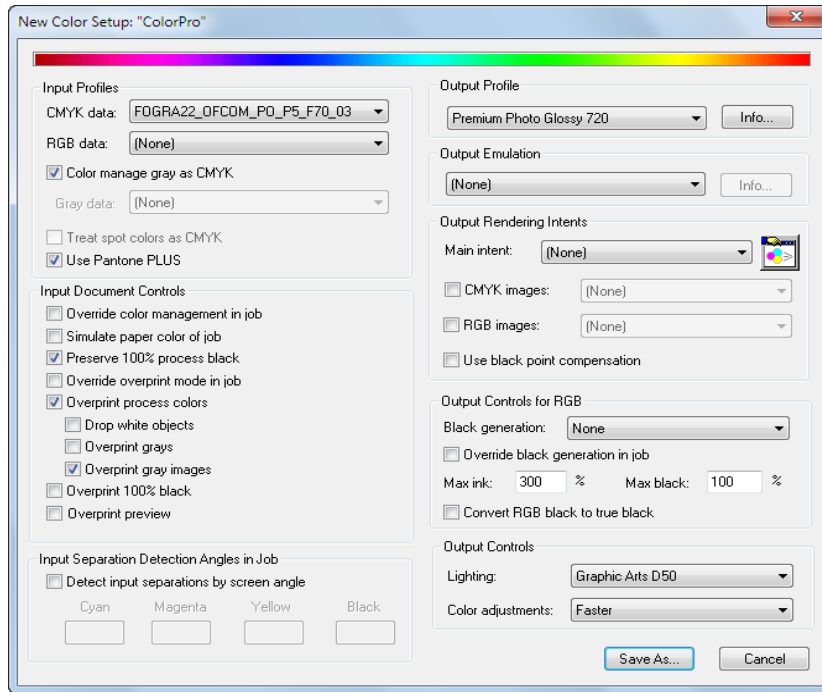 New Color Setup: "ColorPro"
Input Profiles
CMYK data: FOGRA22_OFCOM_PO_P5_F70_03
RGB data: (None)
Color manage gray as CMYK
Gray data: (None)
Treat spot colors as CMYK
Use Pantone PLUS
Input Document Controls
Override color management in job
Simulate paper color of job
Preserve 100% process black
Override overprint mode in job
Overprint process colors
Drop white objects
Overprint grays
Overprint gray images
Overprint 100% black
Overprint preview
Input Separation Detection Angles in Job
Detect input separations by screen angle
Cyan Magenta Yellow Black
Output Profile
Premium Photo Glossy 720 Info...
Output Emulation
(None) Info...
Output Rendering Intents
Main intent: (None)
CMYK images: (None)
RGB images: (None)
Use black point compensation
Output Controls for RGB
Black generation: None
Override black generation in job
Max ink: 300 % Max black: 100 %
Convert RGB black to true black
Output Controls
Lighting: Graphic Arts D50
Color adjustments: Faster
Save As... Cancel